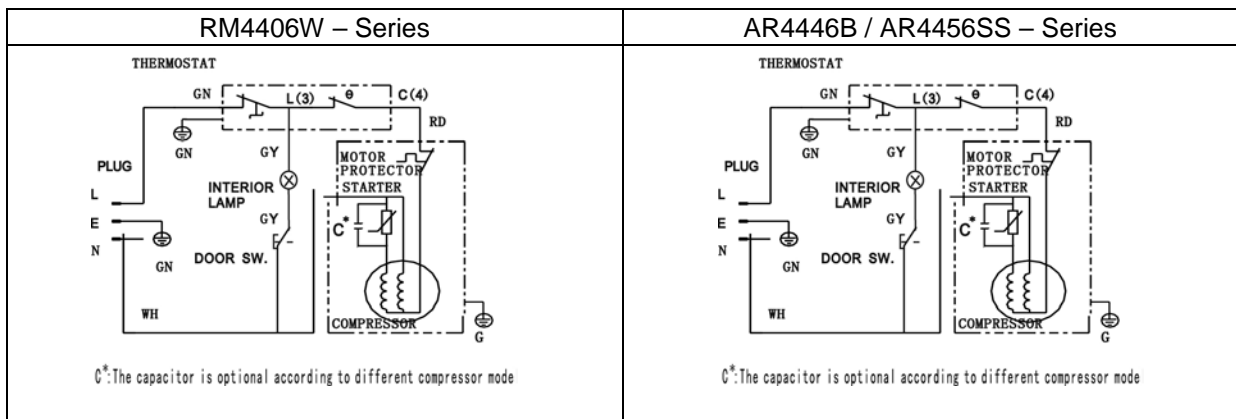 RM4406W – Series
THERMOSTAT
GN
L(3)
θ
C(4)
RD
GN
GY
MOTOR
PROTECTOR
PLUG
L
INTERIOR
LAMP
STARTER
E
GY
C*
N
GN
DOOR SW.
WH
COMPRESSOR
G
C*:The capacitor is optional according to different compressor mode
AR4446B / AR4456SS – Series
THERMOSTAT
GN
L(3)
θ
C(4)
RD
GN
GY
MOTOR
PROTECTOR
PLUG
L
INTERIOR
LAMP
STARTER
E
GY
C*
N
GN
DOOR SW.
WH
COMPRESSOR
G
C*:The capacitor is optional according to different compressor mode